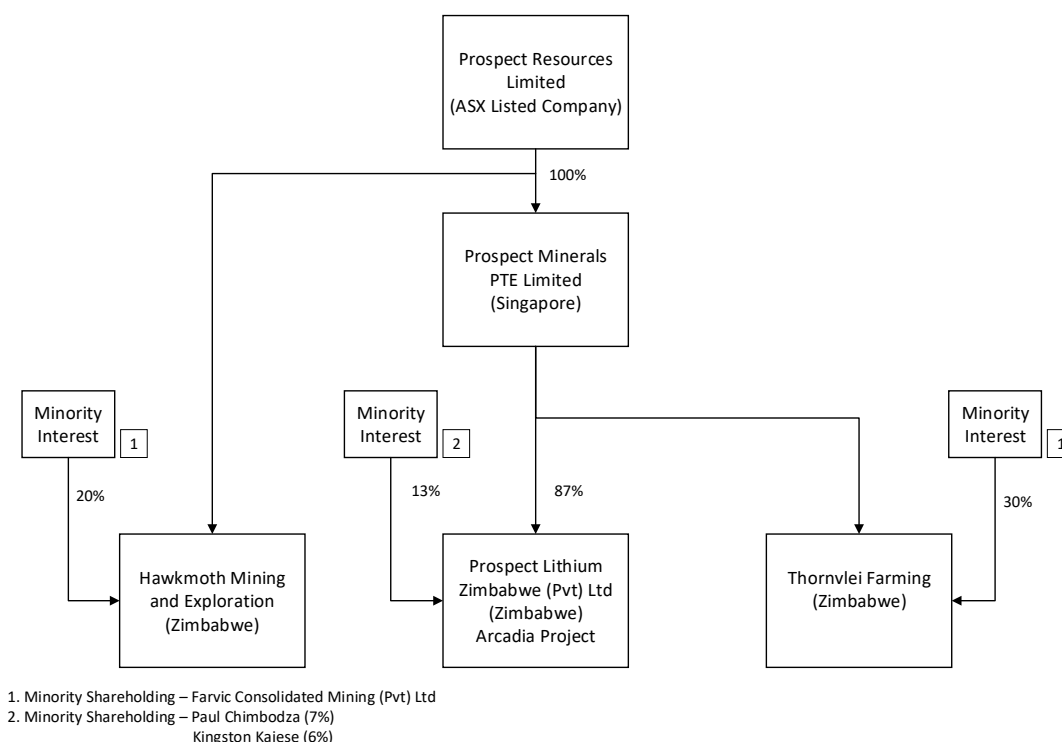 Prospect Resources
Limited
(ASX Listed Company)
100%
Prospect Minerals
PTE Limited
(Singapore)
Minority
Interest
1
Minority
Interest
2
Minority
Interest
1
20%
13%
87%
30%
Hawkmoth Mining
and Exploration
(Zimbabwe)
Prospect Lithium
Zimbabwe (Pvt) Ltd
(Zimbabwe)
Arcadia Project
Thornvlei Farming
(Zimbabwe)
1. Minority Shareholding – Farvic Consolidated Mining (Pvt) Ltd
2. Minority Shareholding – Paul Chimbodza (7%)
Kingston Kajese (6%)